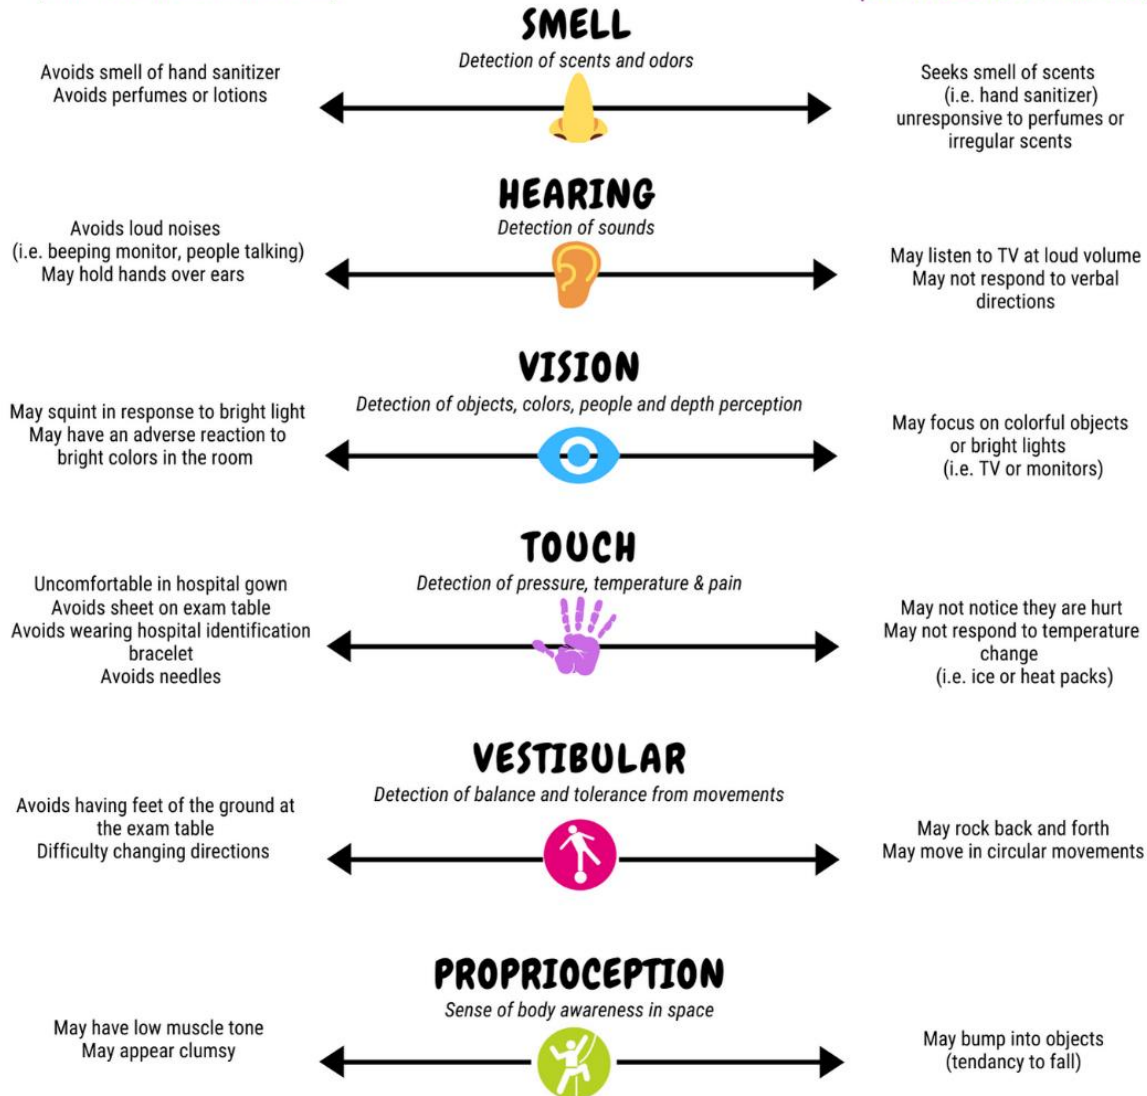 SMELL
Detection of scents and odors
Avoids smell of hand sanitizer
Avoids perfumes or lotions
Seeks smell of scents
(i.e. hand sanitizer)
unresponsive to perfumes or
irregular scents
HEARING
Detection of sounds
Avoids loud noises
(i.e. beeping monitor, people talking)
May hold hands over ears
May listen to TV at loud volume
May not respond to verbal
directions
VISION
Detection of objects, colors, people and depth perception
May squint in response to bright light
May have an adverse reaction to
bright colors in the room
May focus on colorful objects
or bright lights
(i.e. TV or monitors)
TOUCH
Detection of pressure, temperature & pain
Uncomfortable in hospital gown
Avoids sheet on exam table
Avoids wearing hospital identification
bracelet
Avoids needles
May not notice they are hurt
May not respond to temperature
change
(i.e. ice or heat packs)
VESTIBULAR
Detection of balance and tolerance from movements
Avoids having feet of the ground at
the exam table
Difficulty changing directions
May rock back and forth
May move in circular movements
PROPRIOCEPTION
Sense of body awareness in space
May have low muscle tone
May appear clumsy
May bump into objects
(tendancy to fall)